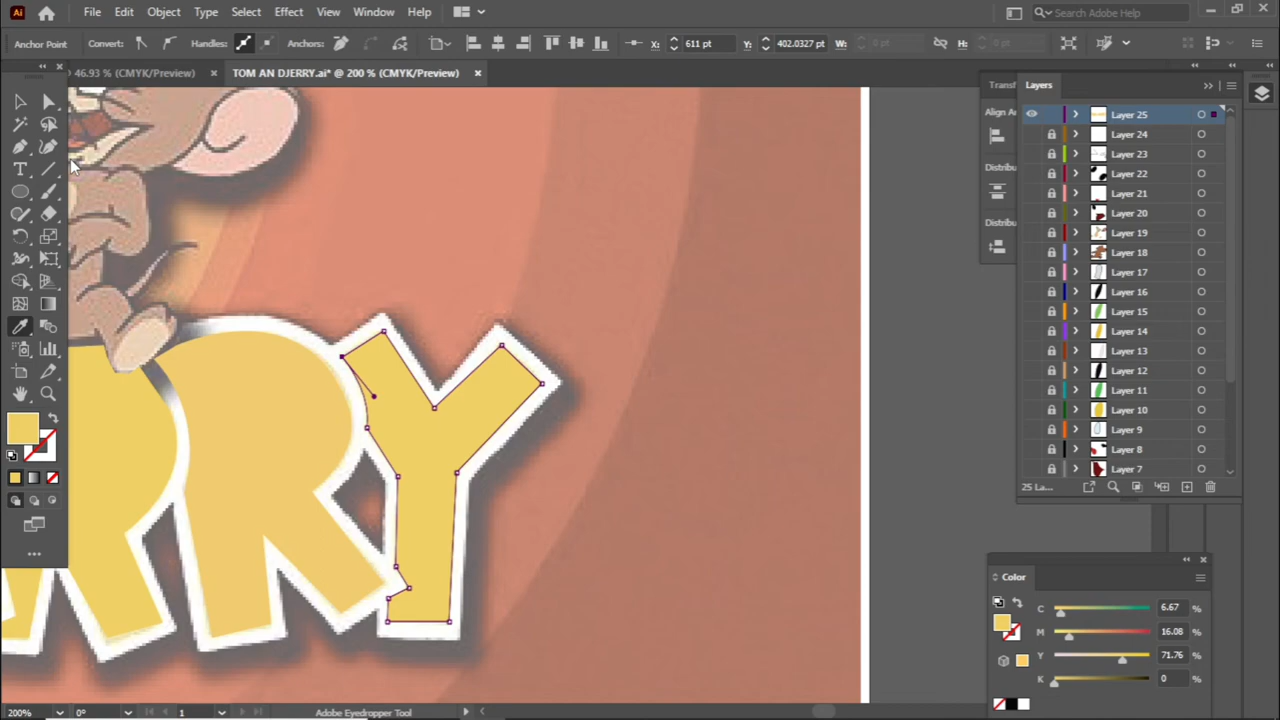 Ai File Edit Object Type Select Effect View Window Help Search Adobe Help
Anchor Point Convert: Handles: Anchors: X: 611 pt Y: 402.0327 pt W: 0 pt H: 0 pt
46.93 % (CMYK/Preview) × TOM AN DJERRY.ai* @ 200 % (CMYK/Preview) ×
Transf
Align
Distribu
Distribu
Layers
Layer 25
Layer 24
Layer 23
Layer 22
Layer 21
Layer 20
Layer 19
Layer 18
Layer 17
Layer 16
Layer 15
Layer 14
Layer 13
Layer 12
Layer 11
Layer 10
Layer 9
Layer 8
Layer 7
25 La...
RRY
Color
C 6.67 %
M 16.08 %
Y 71.76 %
K 0 %
200% 0° 1 Adobe Eyedropper Tool